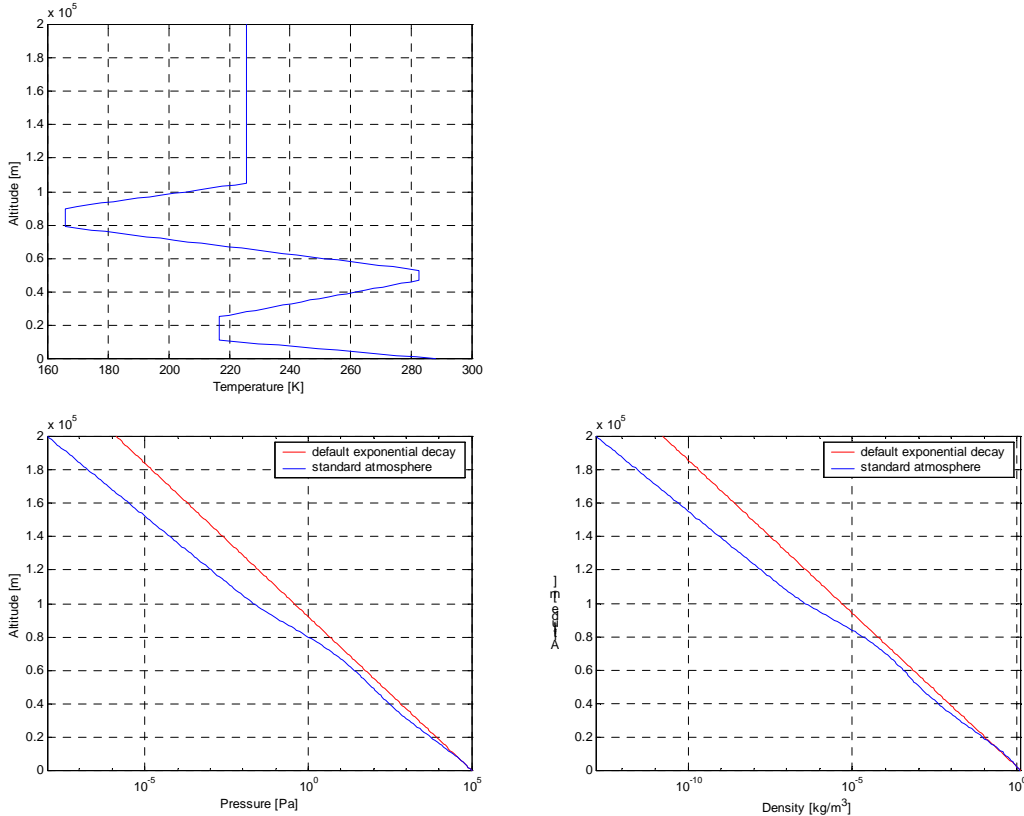 x 10^5
2
1.8
1.6
1.4
1.2
1
0.8
0.6
0.4
0.2
0
Altitude [m]
160 180 200 220 240 260 280 300
Temperature [K]
x 10^5
2
1.8
1.6
1.4
1.2
1
0.8
0.6
0.4
0.2
0
Altitude [m]
default exponential decay
standard atmosphere
10^-5 10^0 10^5
Pressure [Pa]
x 10^5
2
1.8
1.6
1.4
1.2
1
0.8
0.6
0.4
0.2
0
default exponential decay
standard atmosphere
10^-10 10^-5 10^0
Density [kg/m^3]